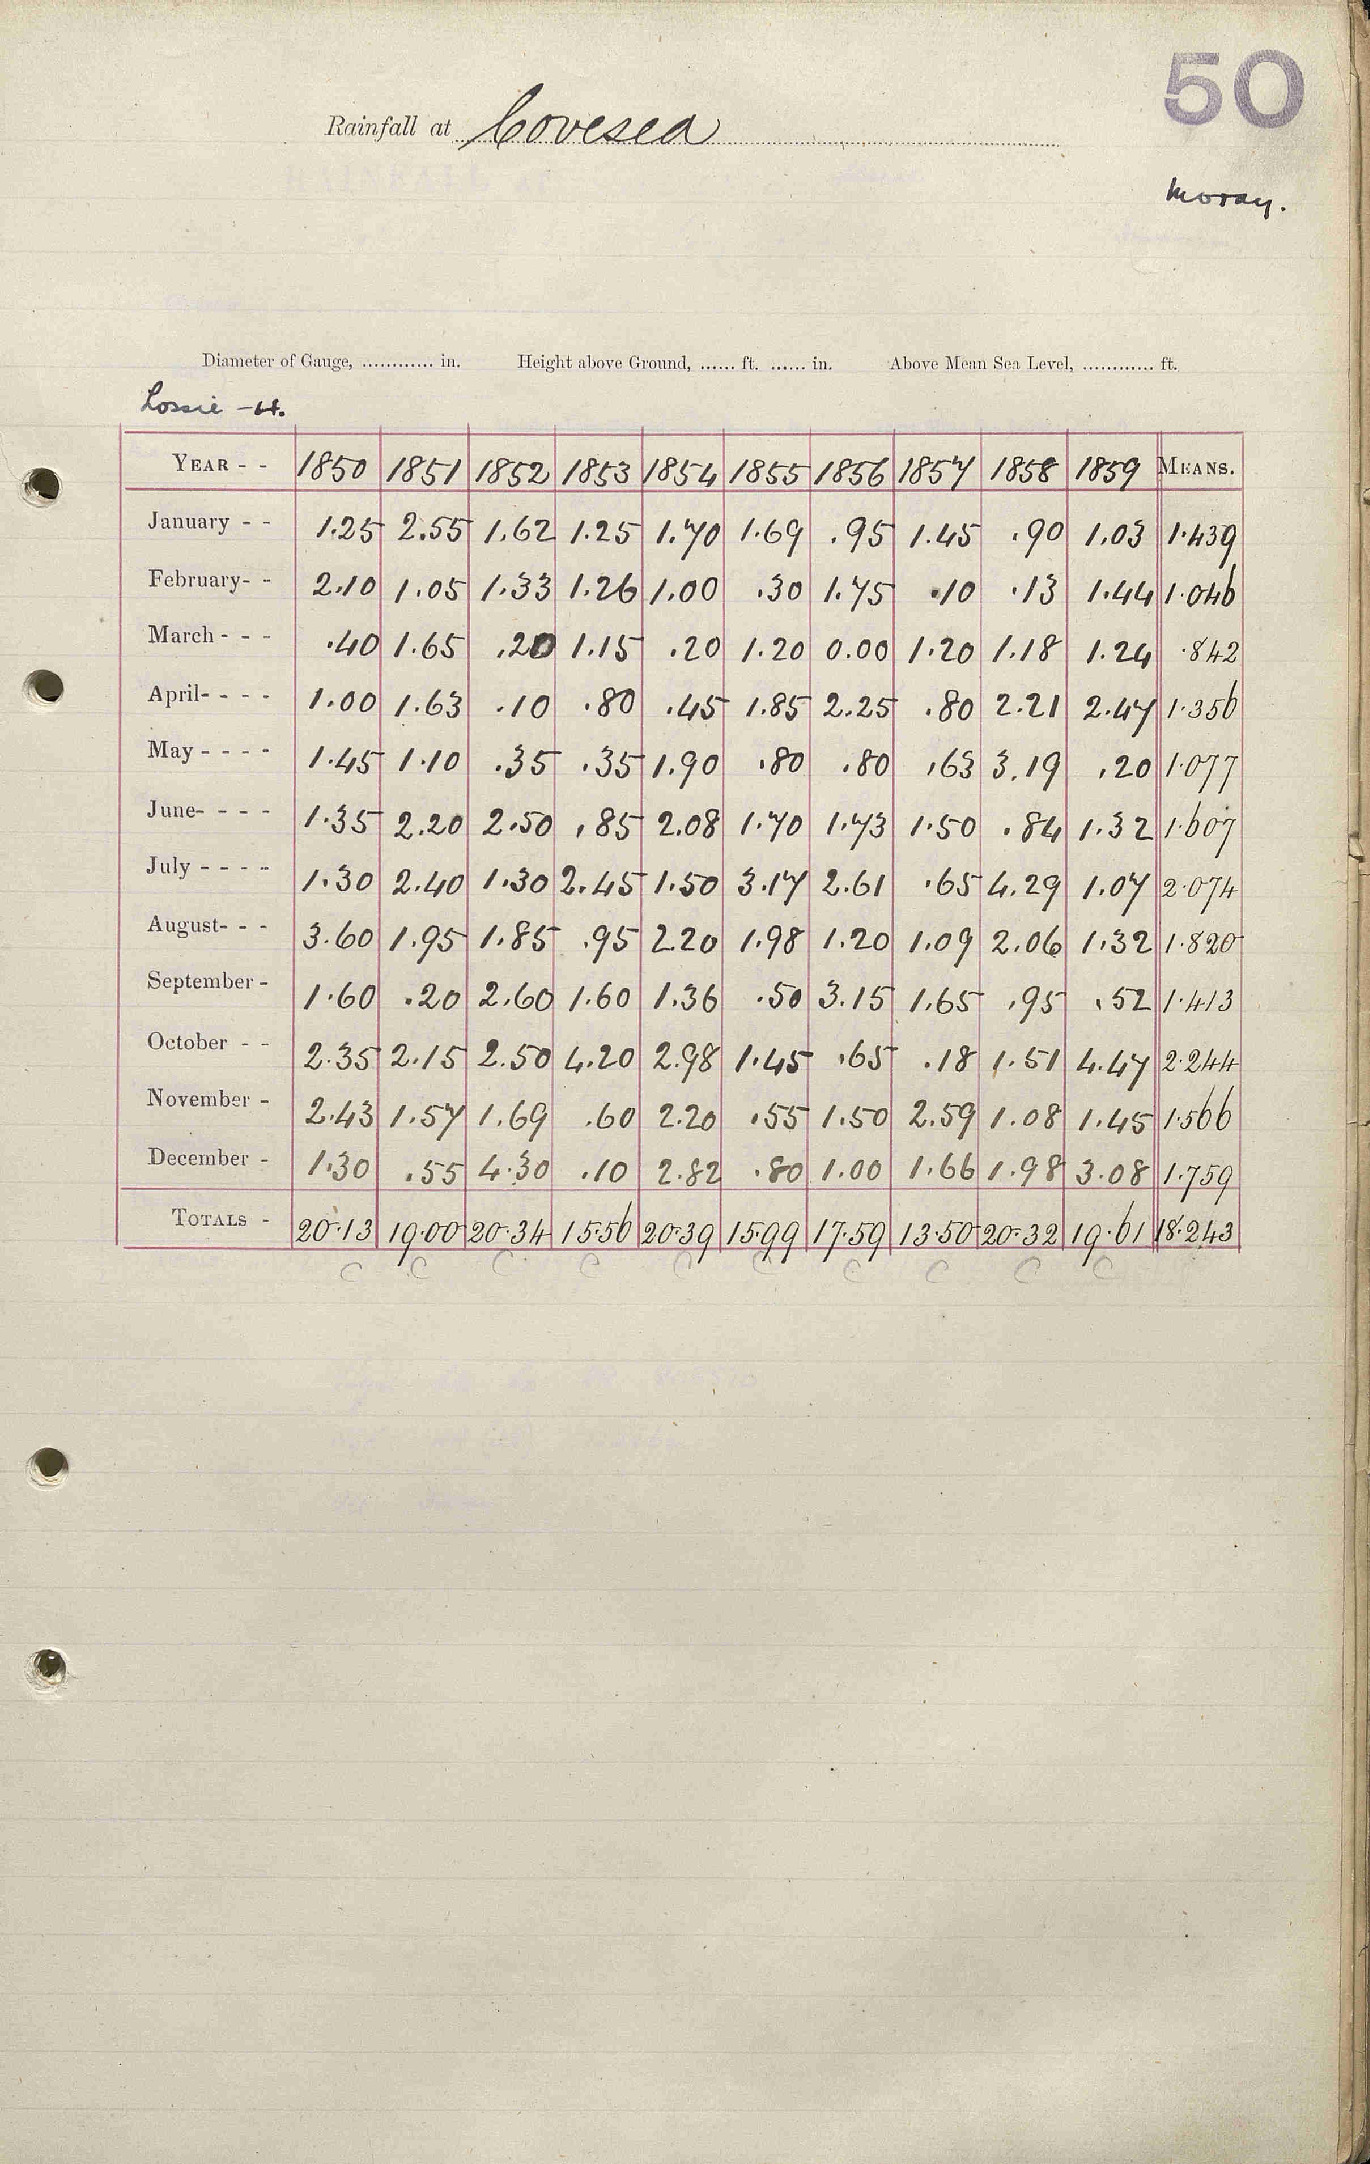 50
Rainfall at Covesea
Moray.
Diameter of Gauge, ............ in. Height above Ground, ...... ft. ...... in. Above Mean Sea Level, ............ ft.
Lossie - H.
YEAR - - 1850 1851 1852 1853 1854 1855 1856 1857 1858 1859 MEANS.
January - - 1.25 2.55 1.62 1.25 1.70 1.69 .95 1.45 .90 1.03 1.439
February- - 2.10 1.05 1.33 1.26 1.00 .30 1.75 .10 .13 1.44 1.046
March - - - .40 1.65 .20 1.15 .20 1.20 0.00 1.20 1.18 1.24 .842
April- - - - 1.00 1.63 .10 .80 .45 1.85 2.25 .80 2.21 2.47 1.356
May - - - - 1.45 1.10 .35 .35 1.90 .80 .80 .63 3.19 .20 1.077
June- - - - 1.35 2.20 2.50 .85 2.08 1.70 1.73 1.50 .84 1.32 1.607
July - - - - 1.30 2.40 1.30 2.45 1.50 3.17 2.61 .65 4.29 1.07 2.074
August- - - 3.60 1.95 1.85 .95 2.20 1.98 1.20 1.09 2.06 1.32 1.820
September - 1.60 .20 2.60 1.60 1.36 .50 3.15 1.65 .95 .52 1.413
October - - 2.35 2.15 2.50 4.20 2.98 1.45 .65 .18 1.51 4.47 2.244
November - 2.43 1.57 1.69 .60 2.20 .55 1.50 2.59 1.08 1.45 1.566
December - 1.30 .55 4.30 .10 2.82 .80 1.00 1.66 1.98 3.08 1.759
TOTALS - 20.13 19.00 20.34 15.56 20.39 15.99 17.59 13.50 20.32 19.61 18.243
C C C C C C C C C C